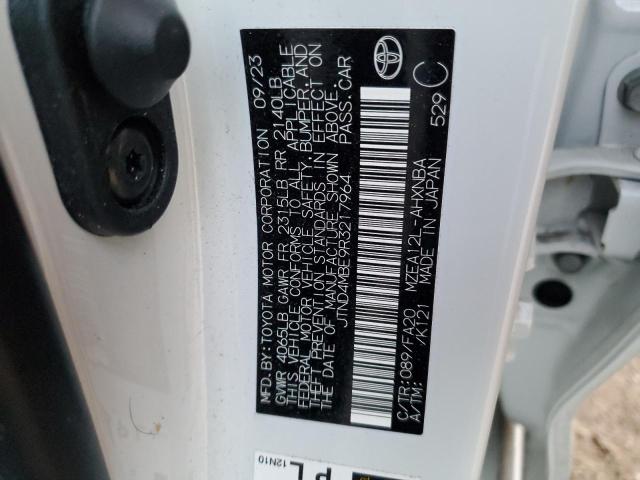 MFD. BY: TOYOTA MOTOR CORPORATION 09/23
GVWR 4065LB GAWR FR 2315LB RR 2140LB
THIS VEHICLE CONFORMS TO ALL APPLICABLE
FEDERAL MOTOR VEHICLE SAFETY, BUMPER, AND
THEFT PREVENTION STANDARDS IN EFFECT ON
THE DATE OF MANUFACTURE SHOWN ABOVE.
JTND4MBE9R3217964 PASS. CAR
C/TR: 089/FA20 MZEA12L-AHXNBA 529 C
A/TM: /K121 MADE IN JAPAN
12N10